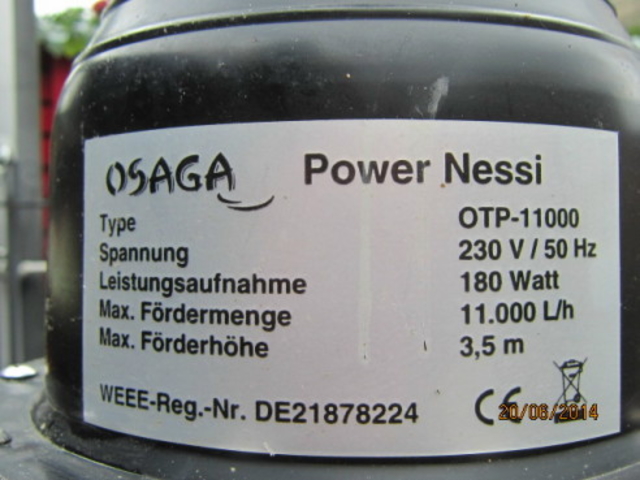 OSAGA Power Nessi
Type OTP-11000
Spannung 230 V / 50 Hz
Leistungsaufnahme 180 Watt
Max. Fördermenge 11.000 L/h
Max. Förderhöhe 3,5 m
WEEE-Reg.-Nr. DE21878224 CE
20/06/2014